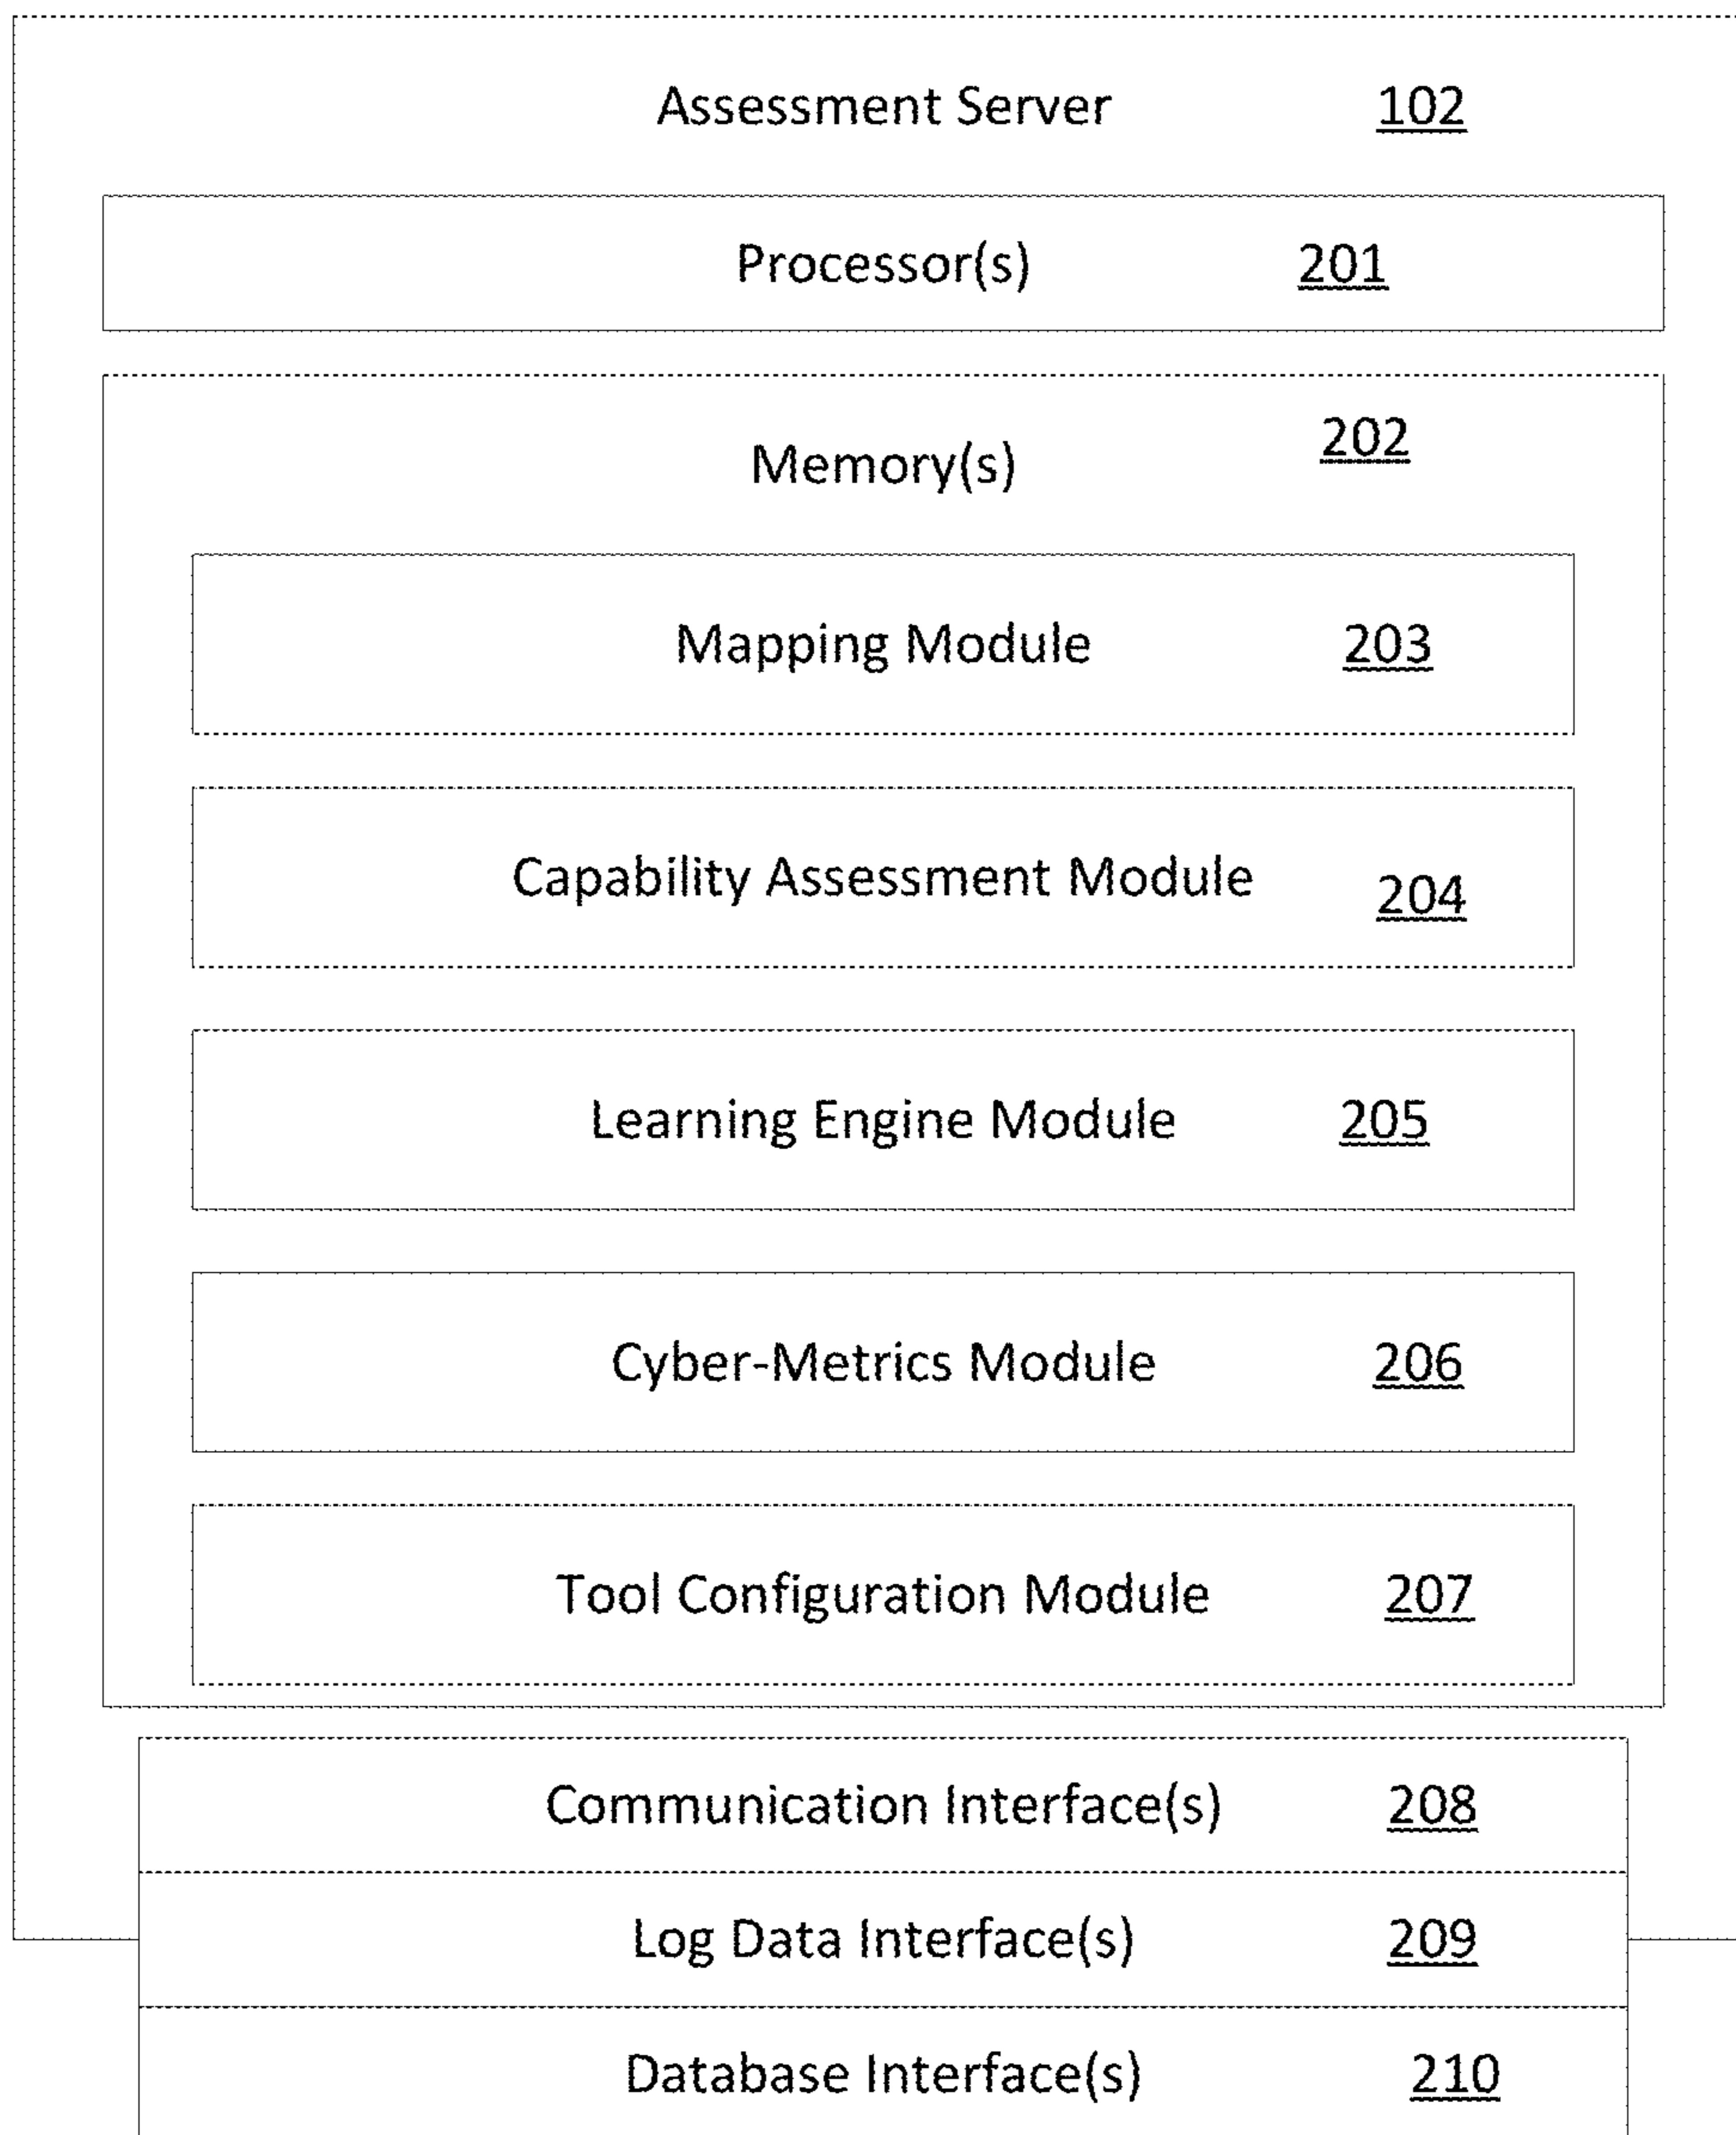 Assessment Server 102
Processor(s) 201
Memory(s) 202
Mapping Module 203
Capability Assessment Module 204
Learning Engine Module 205
Cyber-Metrics Module 206
Tool Configuration Module 207
Communication Interface(s) 208
Log Data Interface(s) 209
Database Interface(s) 210